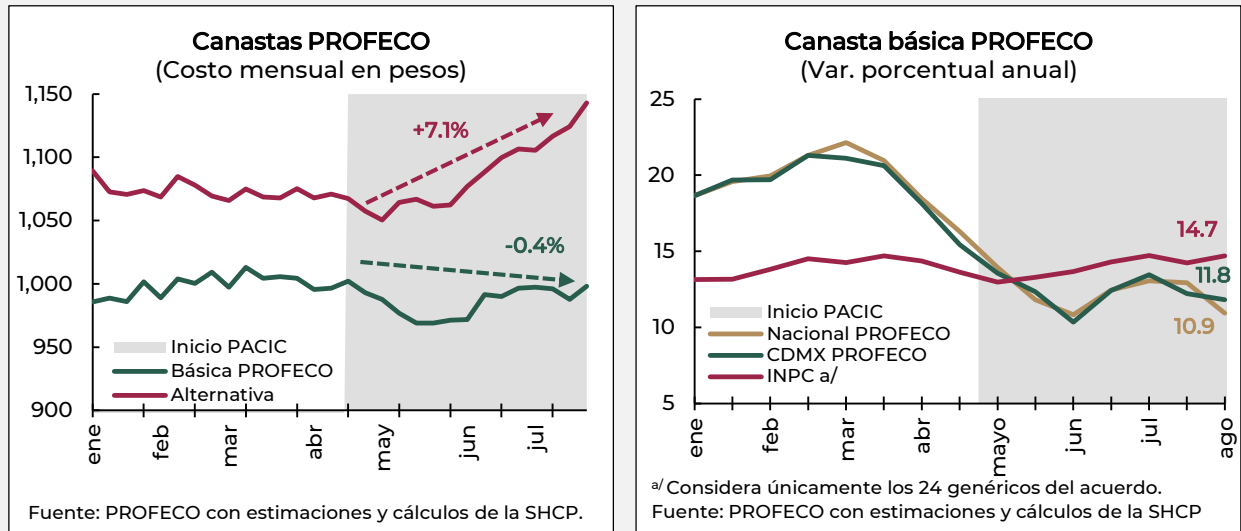 Canastas PROFECO
(Costo mensual en pesos)
1,150
1,100
1,050
1,000
950
900
+7.1%
-0.4%
Inicio PACIC
Básica PROFECO
Alternativa
ene
feb
mar
abr
may
jun
jul
Fuente: PROFECO con estimaciones y cálculos de la SHCP.
Canasta básica PROFECO
(Var. porcentual anual)
25
20
15
10
5
14.7
11.8
10.9
Inicio PACIC
Nacional PROFECO
CDMX PROFECO
INPC a/
ene
feb
mar
abr
mayo
jun
jul
ago
a/ Considera únicamente los 24 genéricos del acuerdo.
Fuente: PROFECO con estimaciones y cálculos de la SHCP